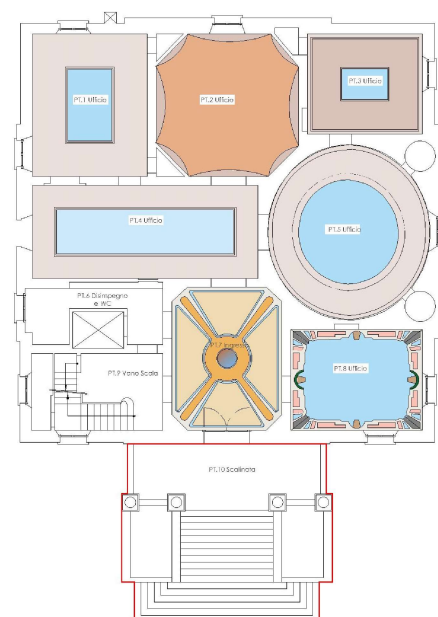 PT.1 Ufficio
PT.2 Ufficio
PT.3 Ufficio
PT.4 Ufficio
PT.5 Ufficio
PT.6 Disimpegno
e WC
PT.7 Ingresso
PT.8 Ufficio
PT.9 Vano Scala
PT.10 Scalinata